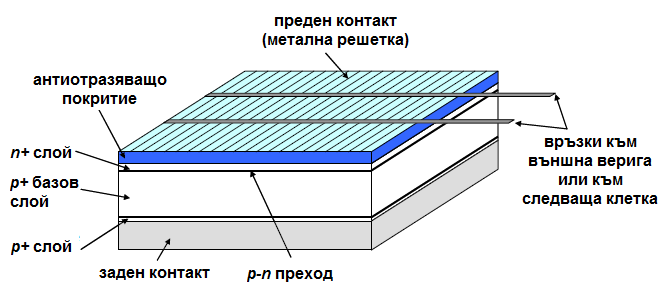 преден контакт
(метална решетка)
антиотразяващо
покритие
n+ слой
p+ базов
слой
p+ слой
заден контакт
p-n преход
връзки към
външна верига
или към
следваща клетка